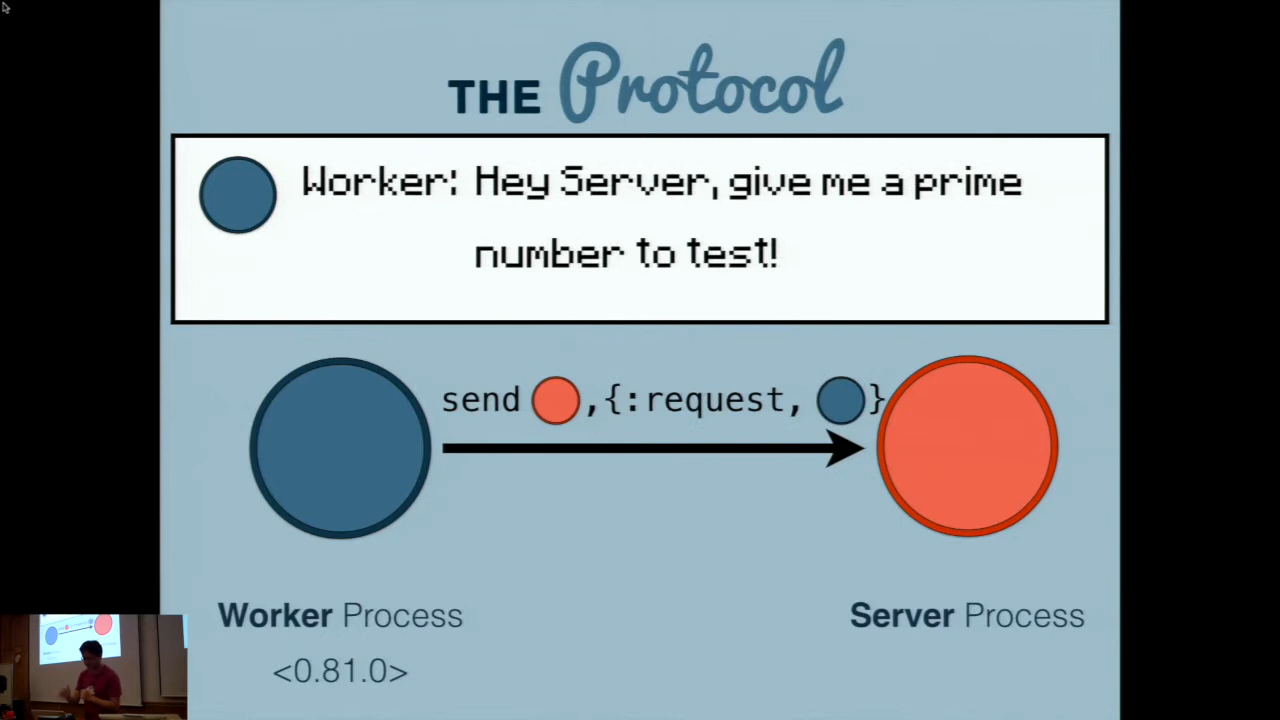 THE Protocol
Worker: Hey Server, give me a prime
number to test!
send ,{:request, }
Worker Process
Server Process
<0.81.0>